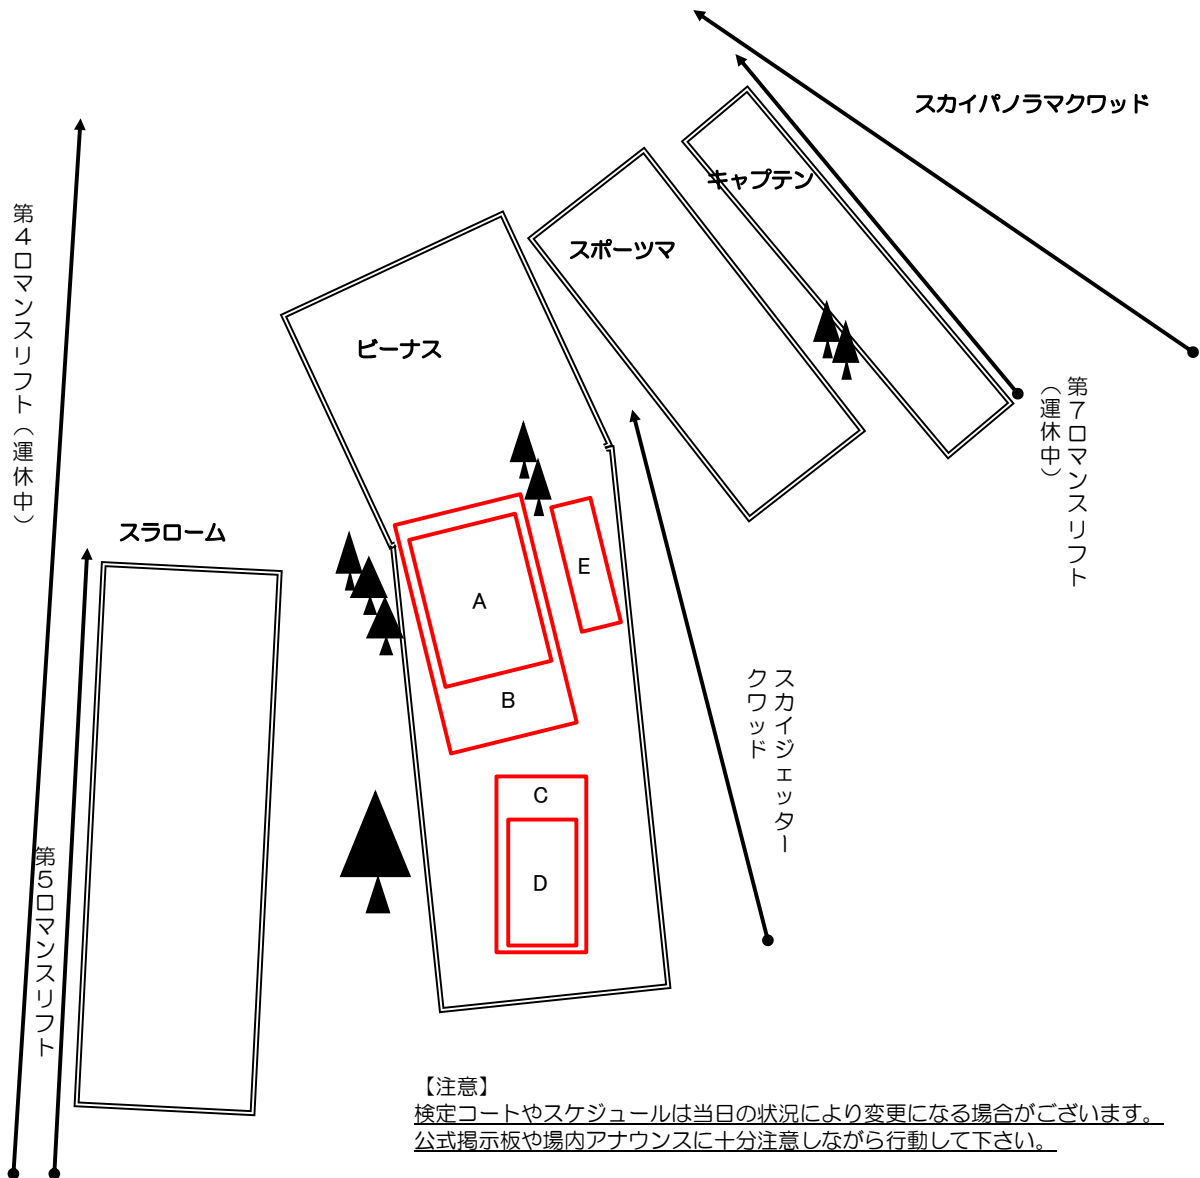 スカイパノラマクワッド
キャプテン
スポーツマ
ビーナス
第4ロマンスリフト（運休中）
第7ロマンスリフト
（運休中）
スラローム
A
E
B
スカイジェッター
クワッド
C
D
第5ロマンスリフト
【注意】
検定コートやスケジュールは当日の状況により変更になる場合がございます。
公式掲示板や場内アナウンスに十分注意しながら行動して下さい。